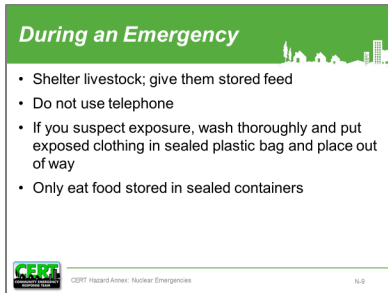 During an Emergency
• Shelter livestock; give them stored feed
• Do not use telephone
• If you suspect exposure, wash thoroughly and put
exposed clothing in sealed plastic bag and place out
of way
• Only eat food stored in sealed containers
CERT
COMMUNITY EMERGENCY
RESPONSE TEAM
CERT Hazard Annex: Nuclear Emergencies
N-9